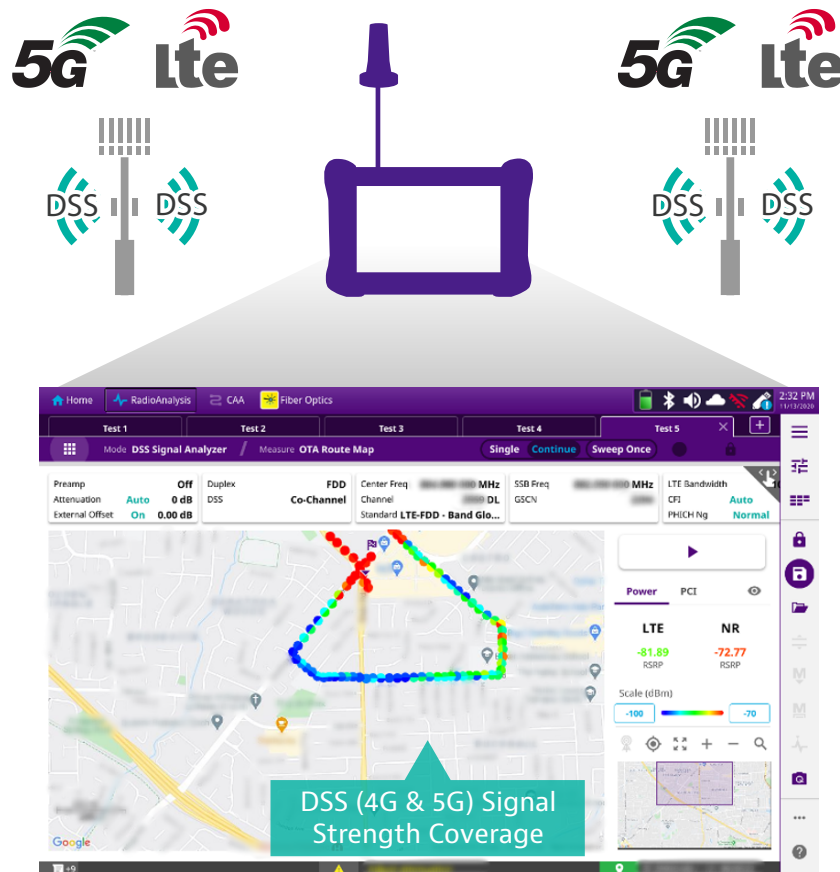 5G Lte 5G Lte
DSS DSS DSS DSS
Home RadioAnalysis CAA Fiber Optics 2:32 PM
11/13/2020
Test 1 Test 2 Test 3 Test 4 Test 5
Mode DSS Signal Analyzer / Measure OTA Route Map Single Continue Sweep Once
Preamp Off Duplex FDD Center Freq MHz SSB Freq MHz LTE Bandwidth
Attenuation Auto 0 dB DSS Co-Channel Channel DL GSCN CFI Auto
External Offset On 0.00 dB Standard LTE-FDD - Band Glo... PHICH Ng Normal
Power PCI
LTE NR
-81.89 -72.77
RSRP RSRP
Scale (dBm)
-100 -70
M
M
DSS (4G & 5G) Signal
Strength Coverage
Google
+9